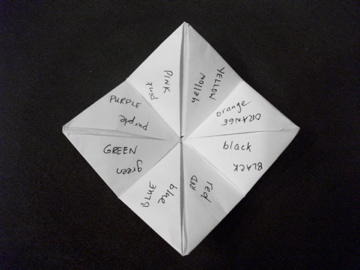 PINK
pink
YELLOW
yellow
orange
ORANGE
black
BLACK
red
RED
blue
BLUE
GREEN
green
PURPLE
purple